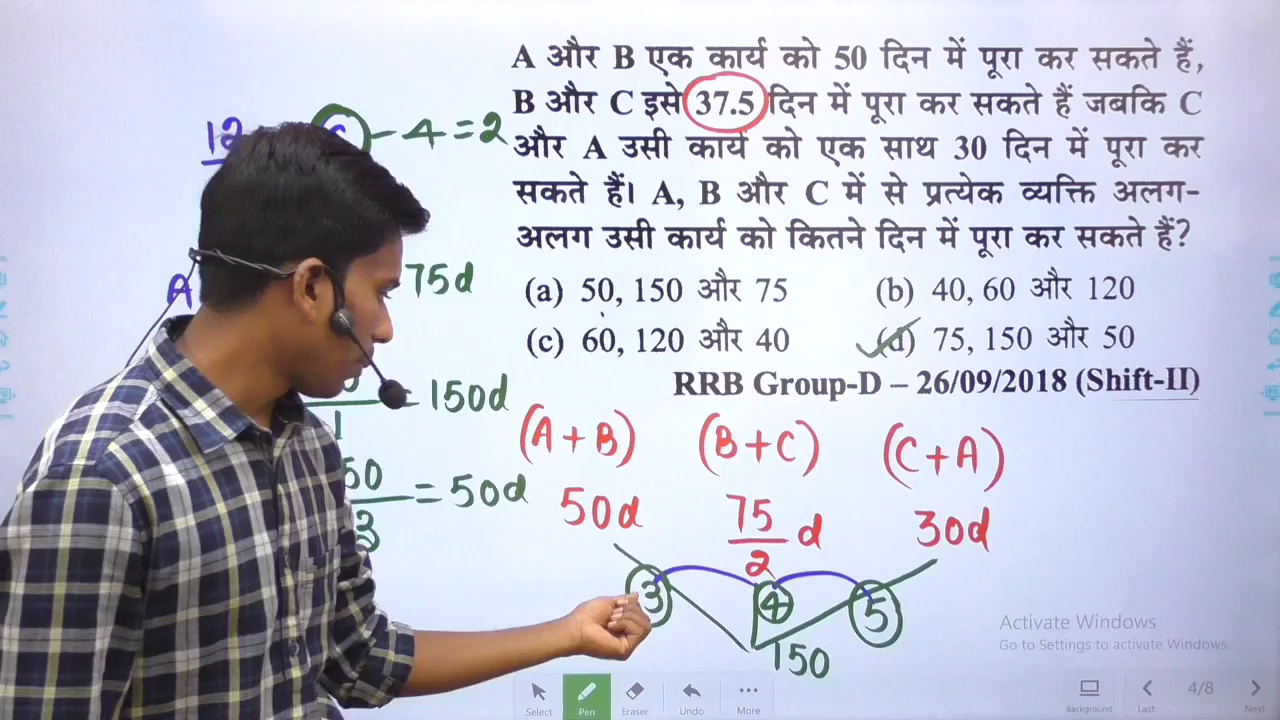 A और B एक कार्य को 50 दिन में पूरा कर सकते हैं,
B और C इसे 37.5 दिन में पूरा कर सकते हैं जबकि C
और A उसी कार्य को एक साथ 30 दिन में पूरा कर
सकते हैं। A, B और C में से प्रत्येक व्यक्ति अलग-
अलग उसी कार्य को कितने दिन में पूरा कर सकते हैं?
(a) 50, 150 और 75 (b) 40, 60 और 120
(c) 60, 120 और 40 (d) 75, 150 और 50
RRB Group-D – 26/09/2018 (Shift-II)
12 - 4 = 2
A 75d
1 = 150d
50
3 = 50d
(A + B) (B + C) (C + A)
50d 75/2 d 30d
3 4 5
150
Activate Windows
Go to Settings to activate Windows.
Select Pen Eraser Undo More
Background Last 4/8 Next